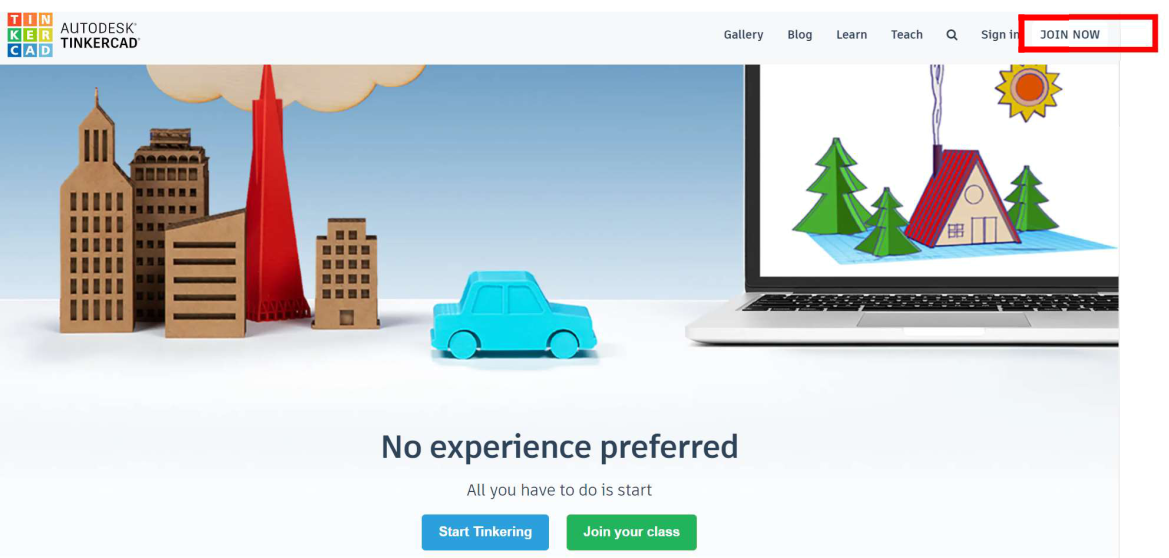 TIN
KER
CAD
AUTODESK®
TINKERCAD®
Gallery Blog Learn Teach Sign in JOIN NOW
No experience preferred
All you have to do is start
Start Tinkering Join your class